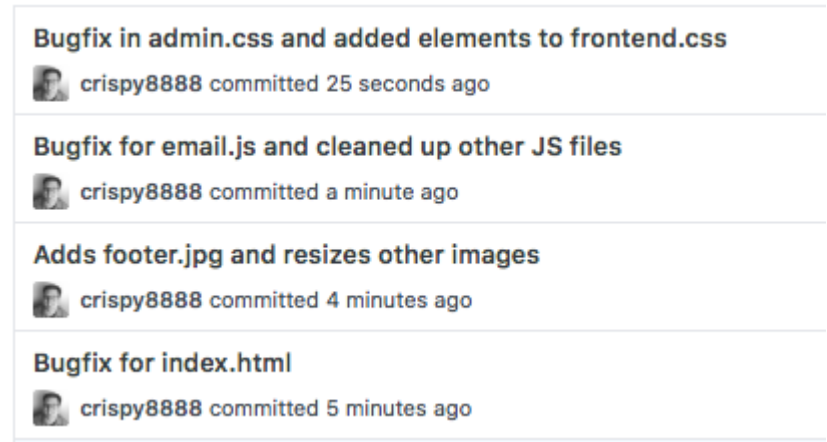 Bugfix in admin.css and added elements to frontend.css
crispy8888 committed 25 seconds ago
Bugfix for email.js and cleaned up other JS files
crispy8888 committed a minute ago
Adds footer.jpg and resizes other images
crispy8888 committed 4 minutes ago
Bugfix for index.html
crispy8888 committed 5 minutes ago